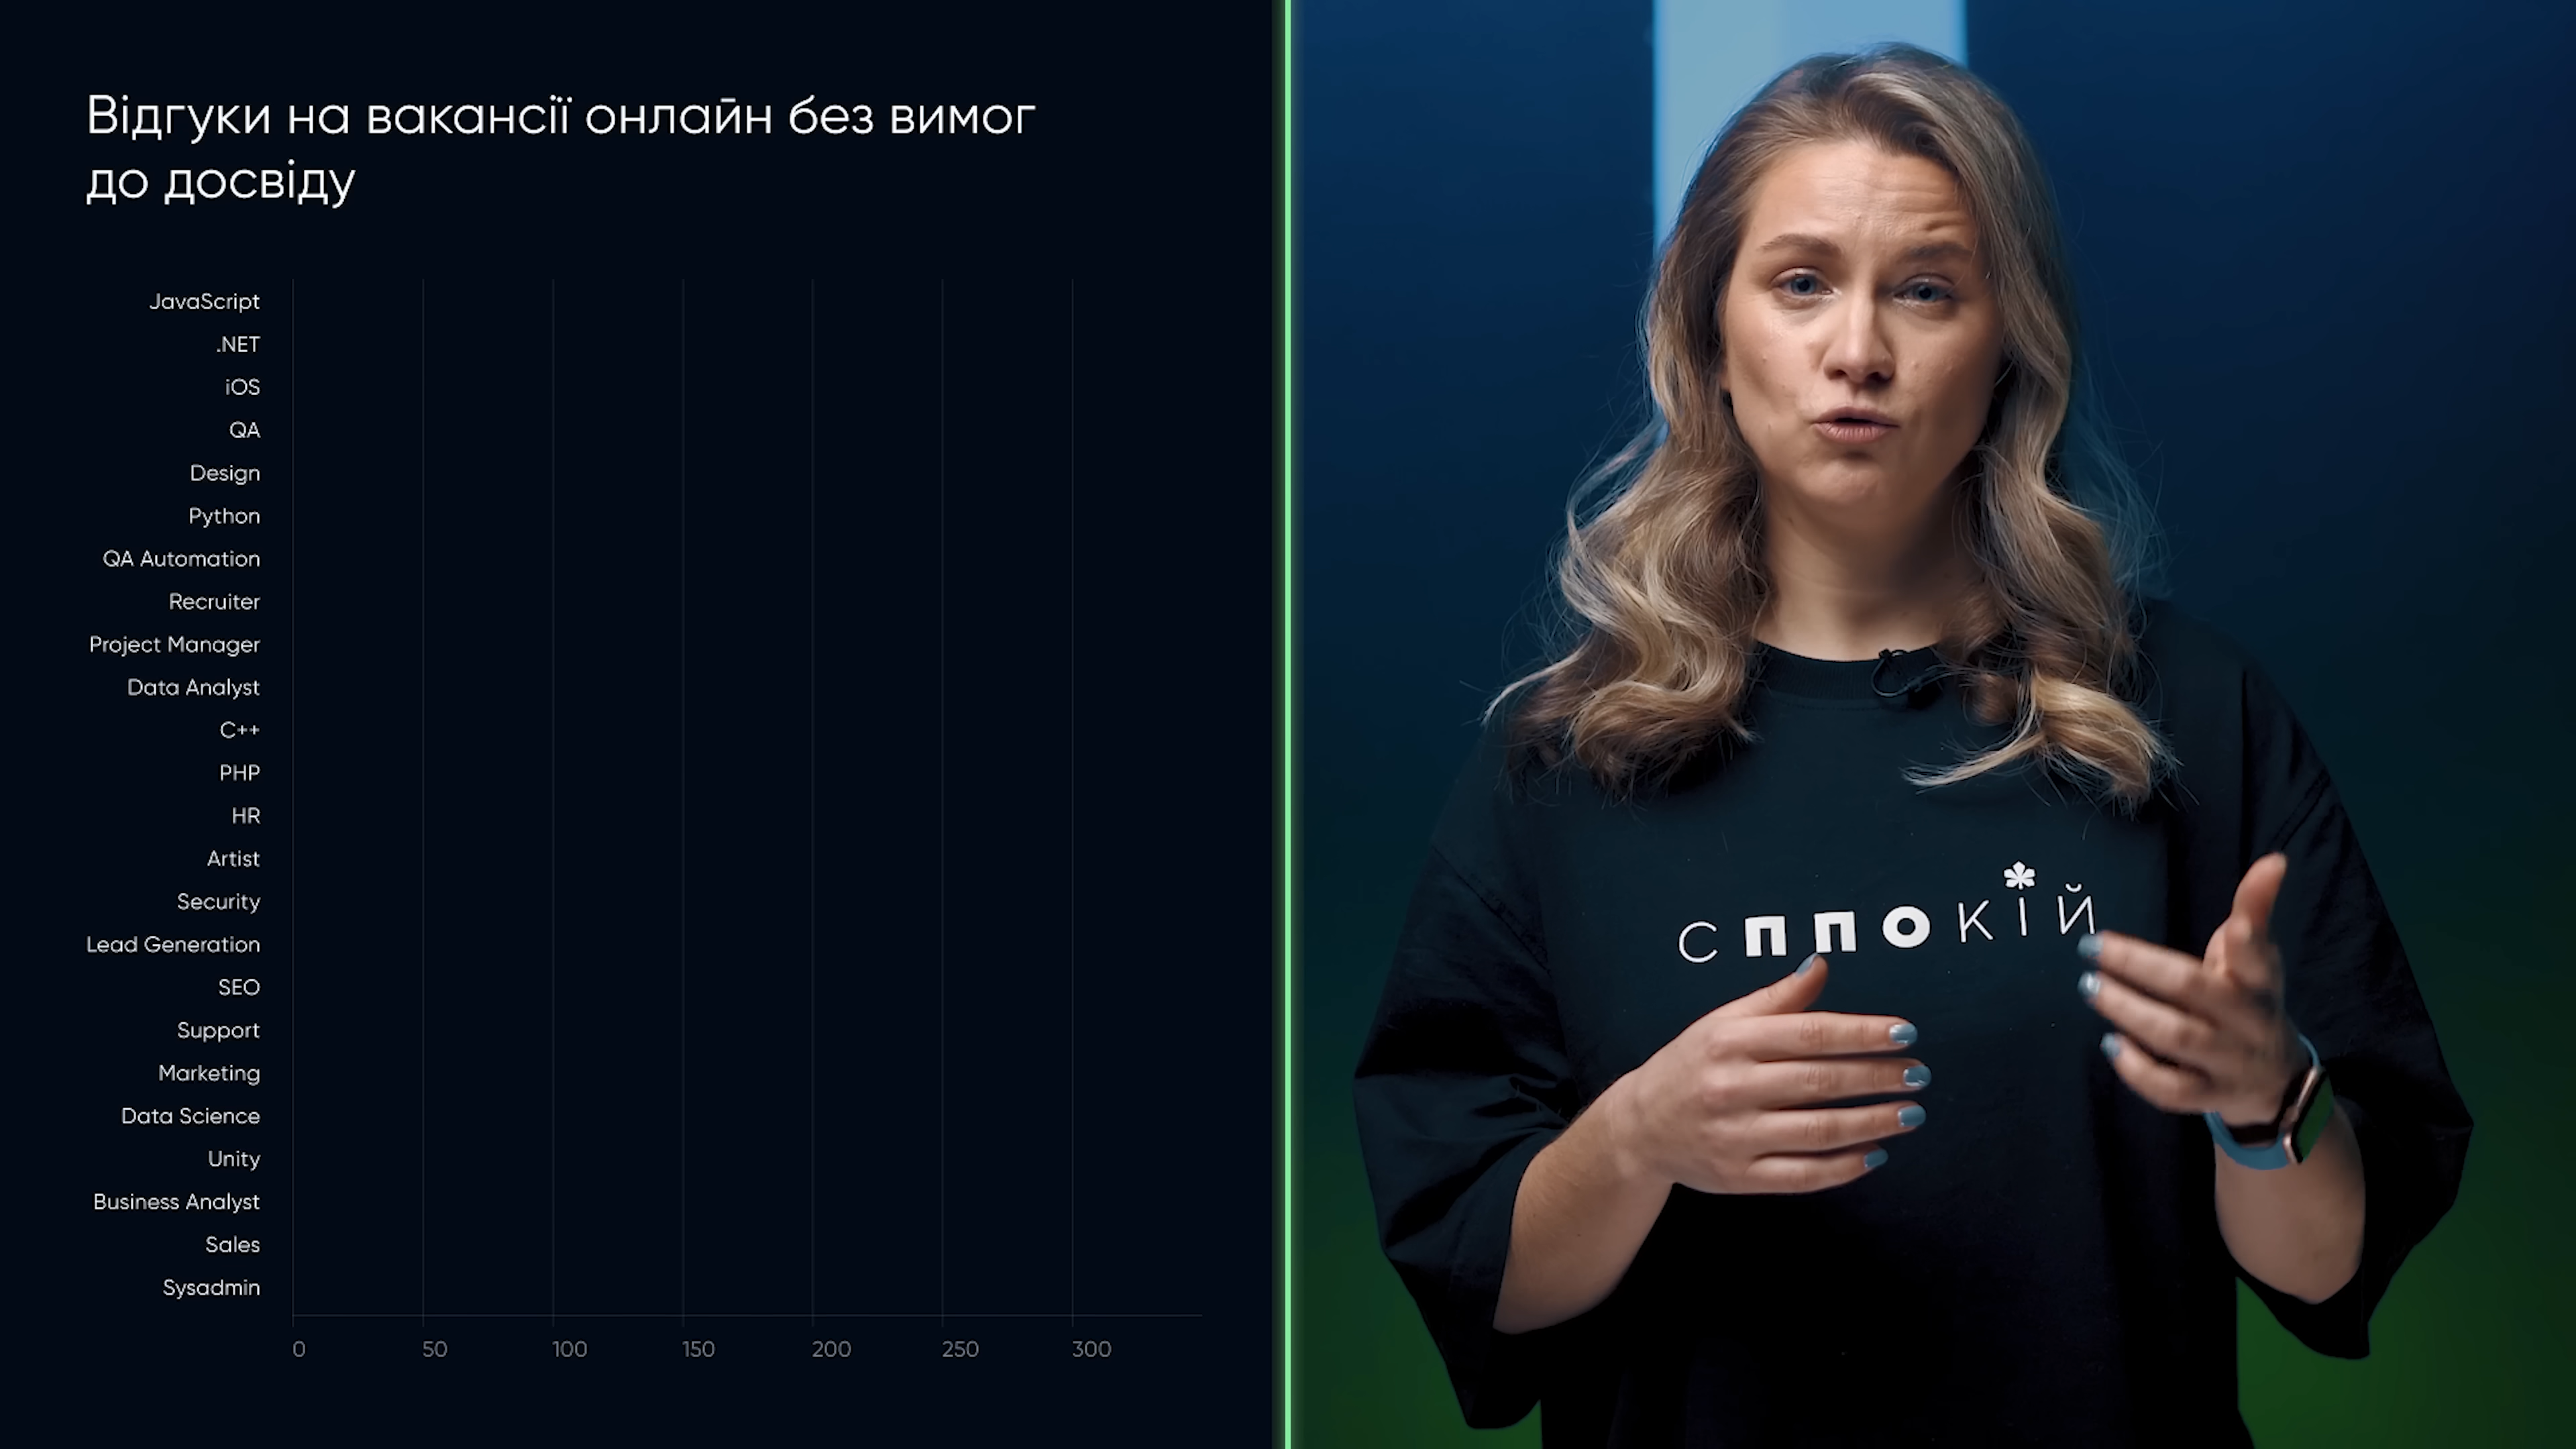 Відгуки на вакансії онлайн без вимог
до досвіду
JavaScript
.NET
iOS
QA
Design
Python
QA Automation
Recruiter
Project Manager
Data Analyst
C++
PHP
HR
Artist
Security
Lead Generation
SEO
Support
Marketing
Data Science
Unity
Business Analyst
Sales
Sysadmin
0 50 100 150 200 250 300
сппокій